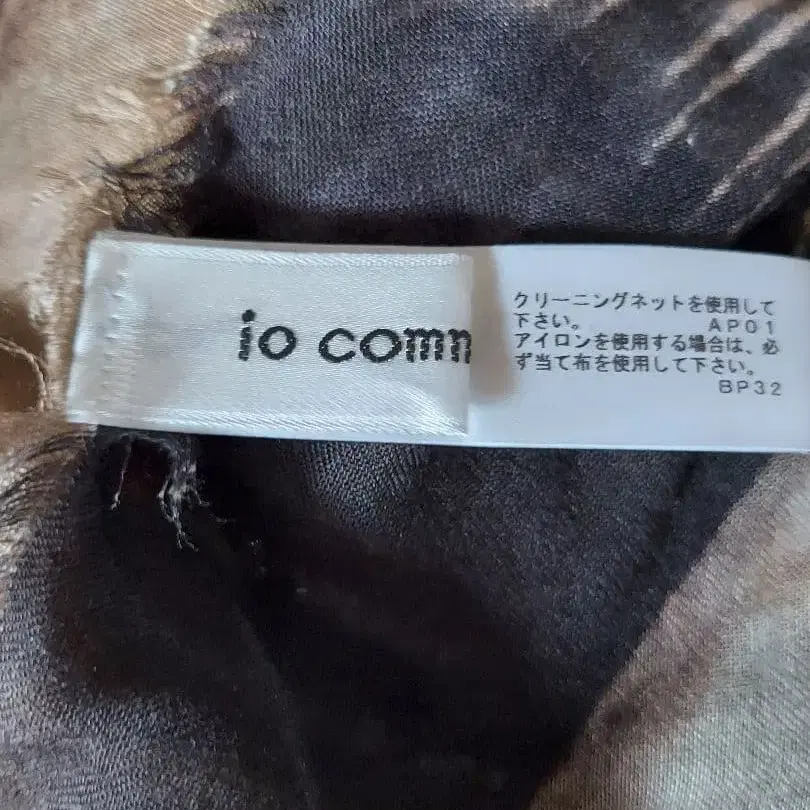 io comm
クリーニングネットを使用して
下さい。 AP01
アイロンを使用する場合は、必
ず当て布を使用して下さい。
BP32